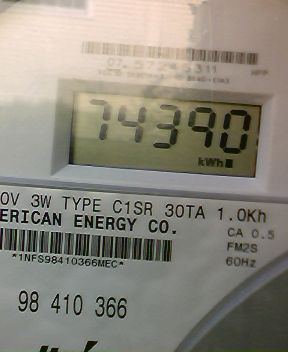 74390
kWh
0V 3W TYPE C1SR 30TA 1.0Kh
ERICAN ENERGY CO.
CA 0.5
FM2S
*1NFS98410366MEC*
60Hz
98 410 366